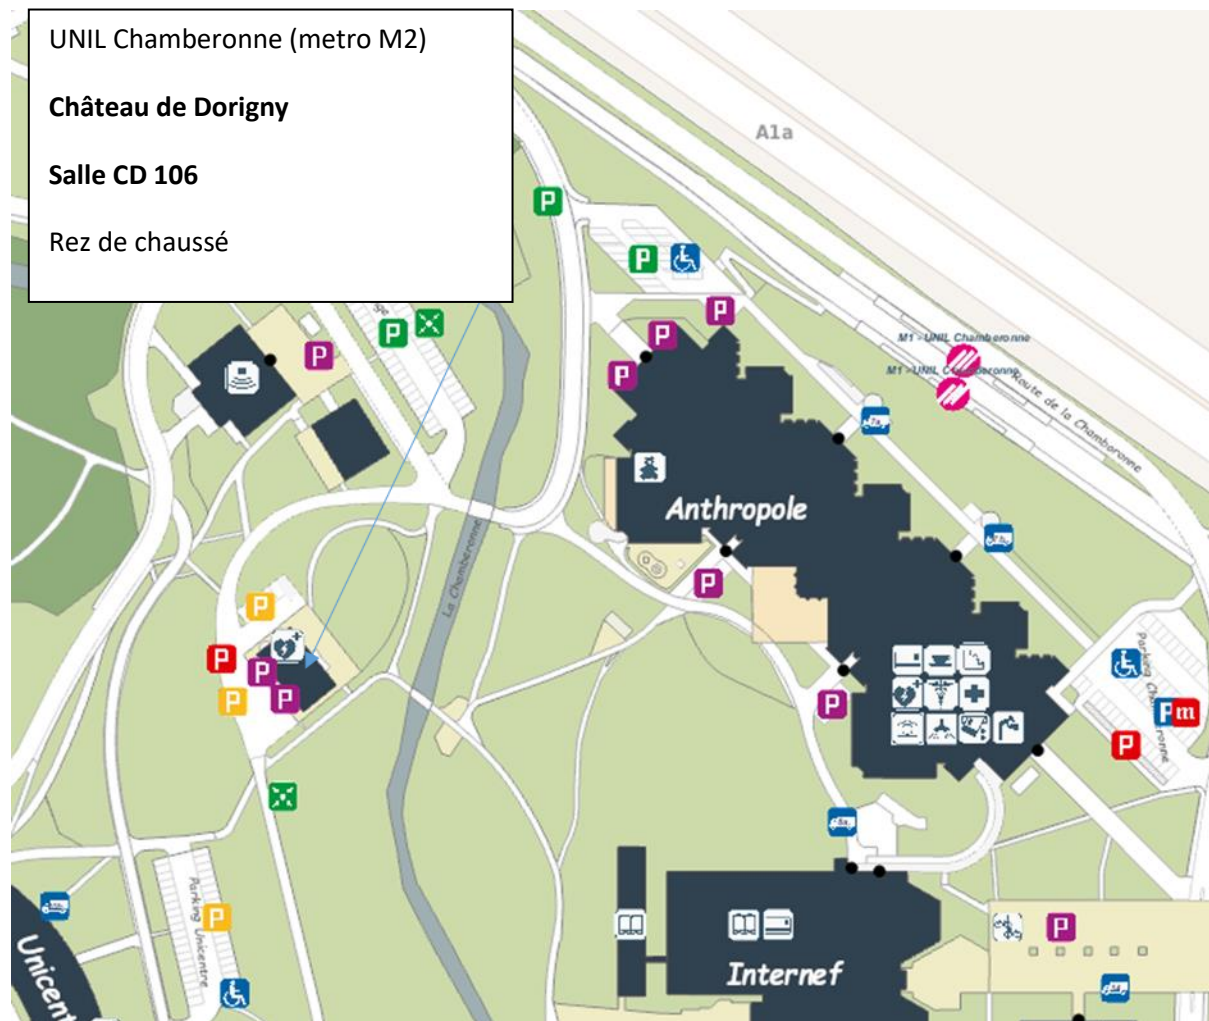 UNIL Chamberonne (metro M2)
Château de Dorigny
Salle CD 106
Rez de chaussé
A1a
P
P
P
P
P
P
P
M1 - UNIL Chamberonne
M1 - UNIL Chamberonne
Route de la Chamberonne
Anthropole
La Chamberonne
P
P
P
P
P
P
P
Parking Chamberonne
P m
P
Parking Unicentre
P
P
Unicent
Internef